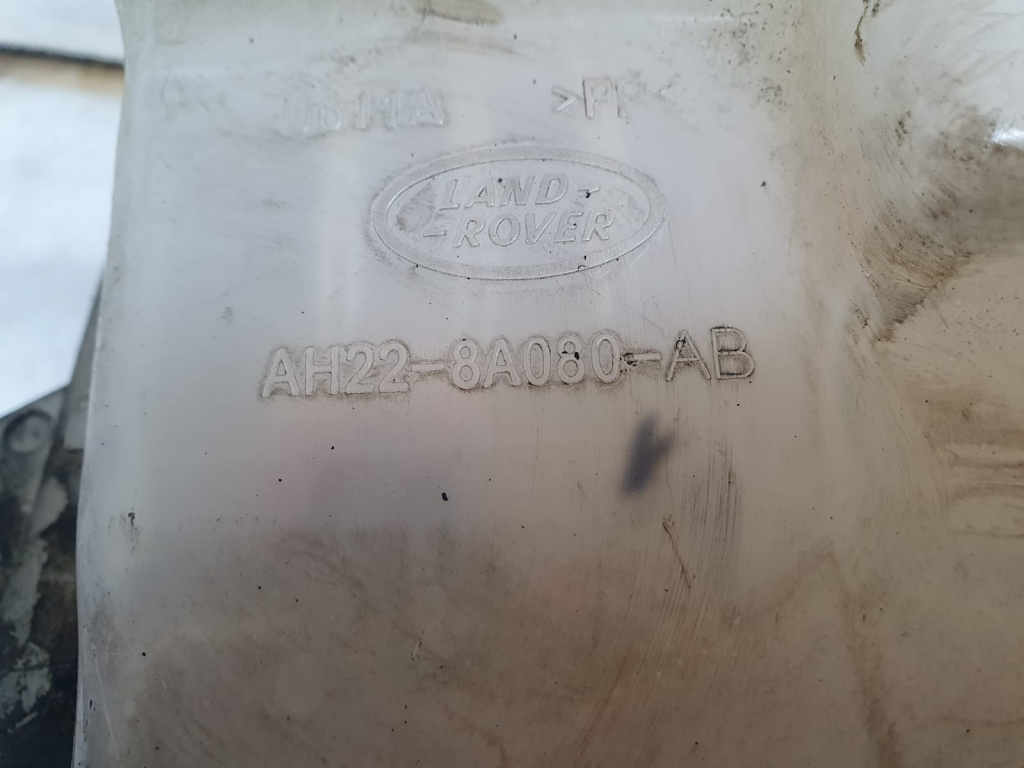 >PP<
LAND-
-ROVER
AH22-8A080-AB